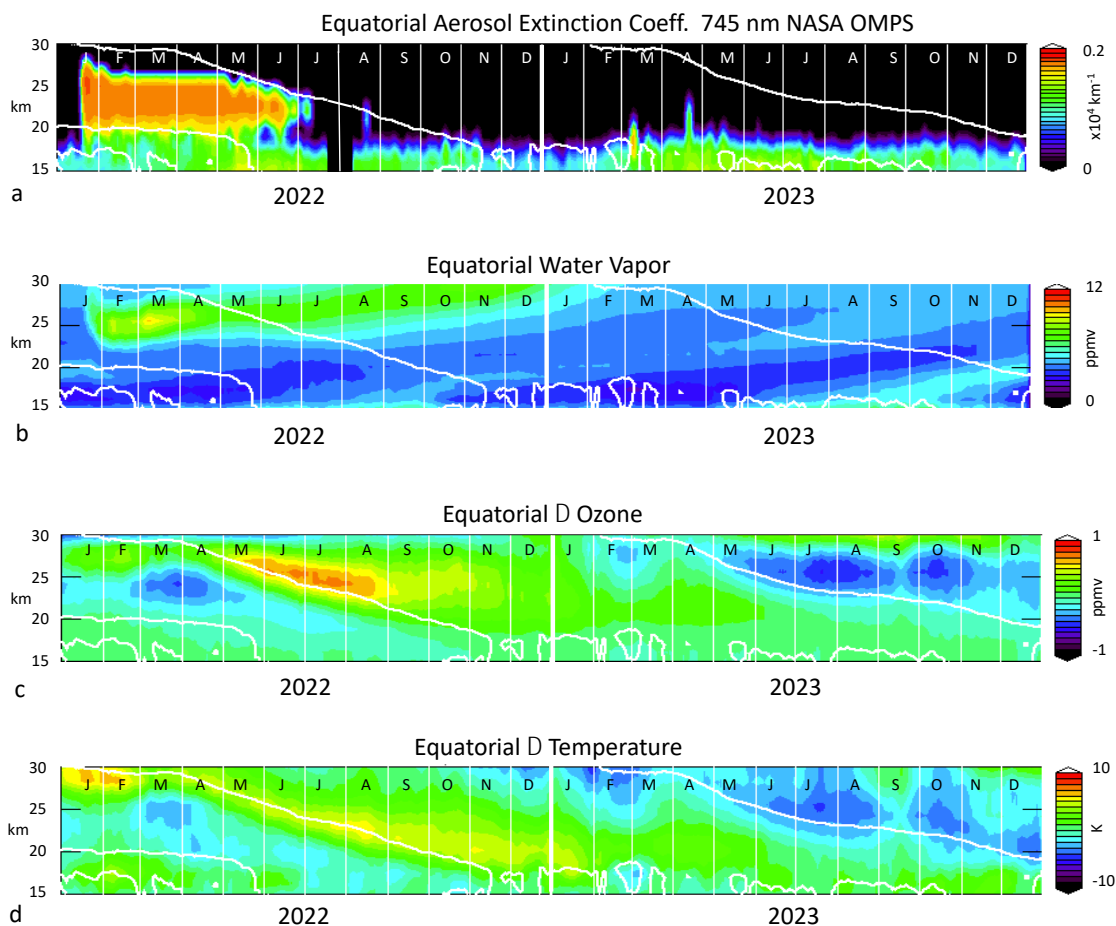 Equatorial Aerosol Extinction Coeff. 745 nm NASA OMPS
30
25
km
20
15
J F M A M J J A S O N D J F M A M J J A S O N D
0.2
x10⁴ km⁻¹
0
a
2022
2023
Equatorial Water Vapor
30
25
km
20
15
J F M A M J J A S O N D J F M A M J J A S O N D
12
ppmv
0
b
2022
2023
Equatorial D Ozone
30
25
km
20
15
J F M A M J J A S O N D J F M A M J J A S O N D
1
ppmv
-1
c
2022
2023
Equatorial D Temperature
30
25
km
20
15
J F M A M J J A S O N D J F M A M J J A S O N D
10
K
-10
d
2022
2023